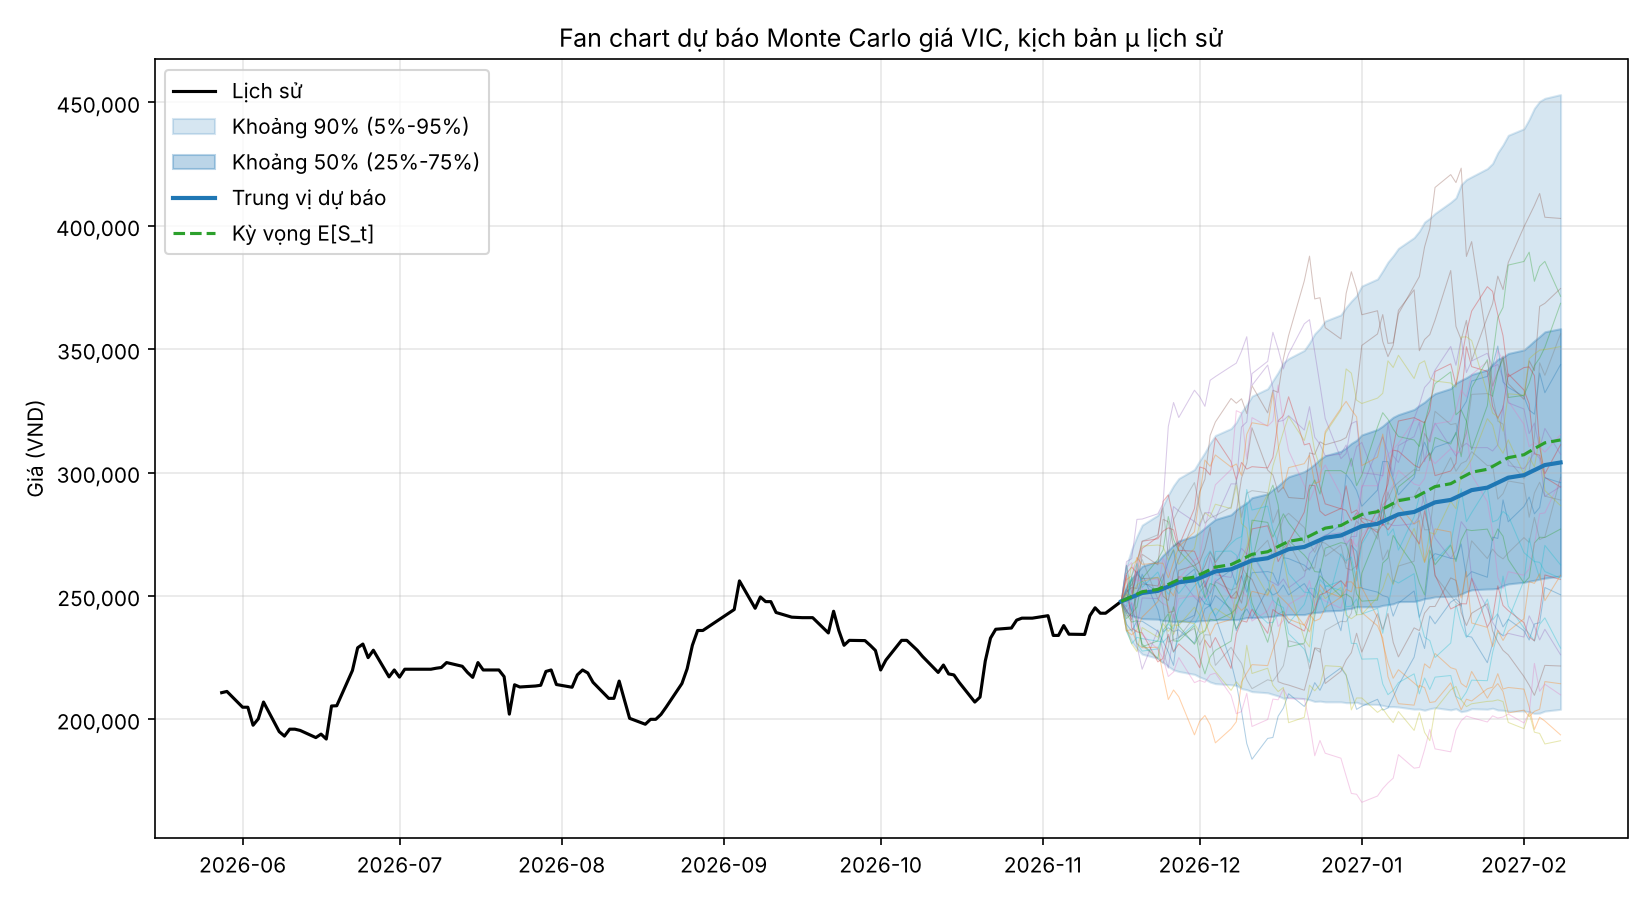 Fan chart dự báo Monte Carlo giá VIC, kịch bản μ lịch sử
Lịch sử
Khoảng 90% (5%-95%)
Khoảng 50% (25%-75%)
Trung vị dự báo
Kỳ vọng E[S_t]
Giá (VND)
450,000
400,000
350,000
300,000
250,000
200,000
2026-06
2026-07
2026-08
2026-09
2026-10
2026-11
2026-12
2027-01
2027-02